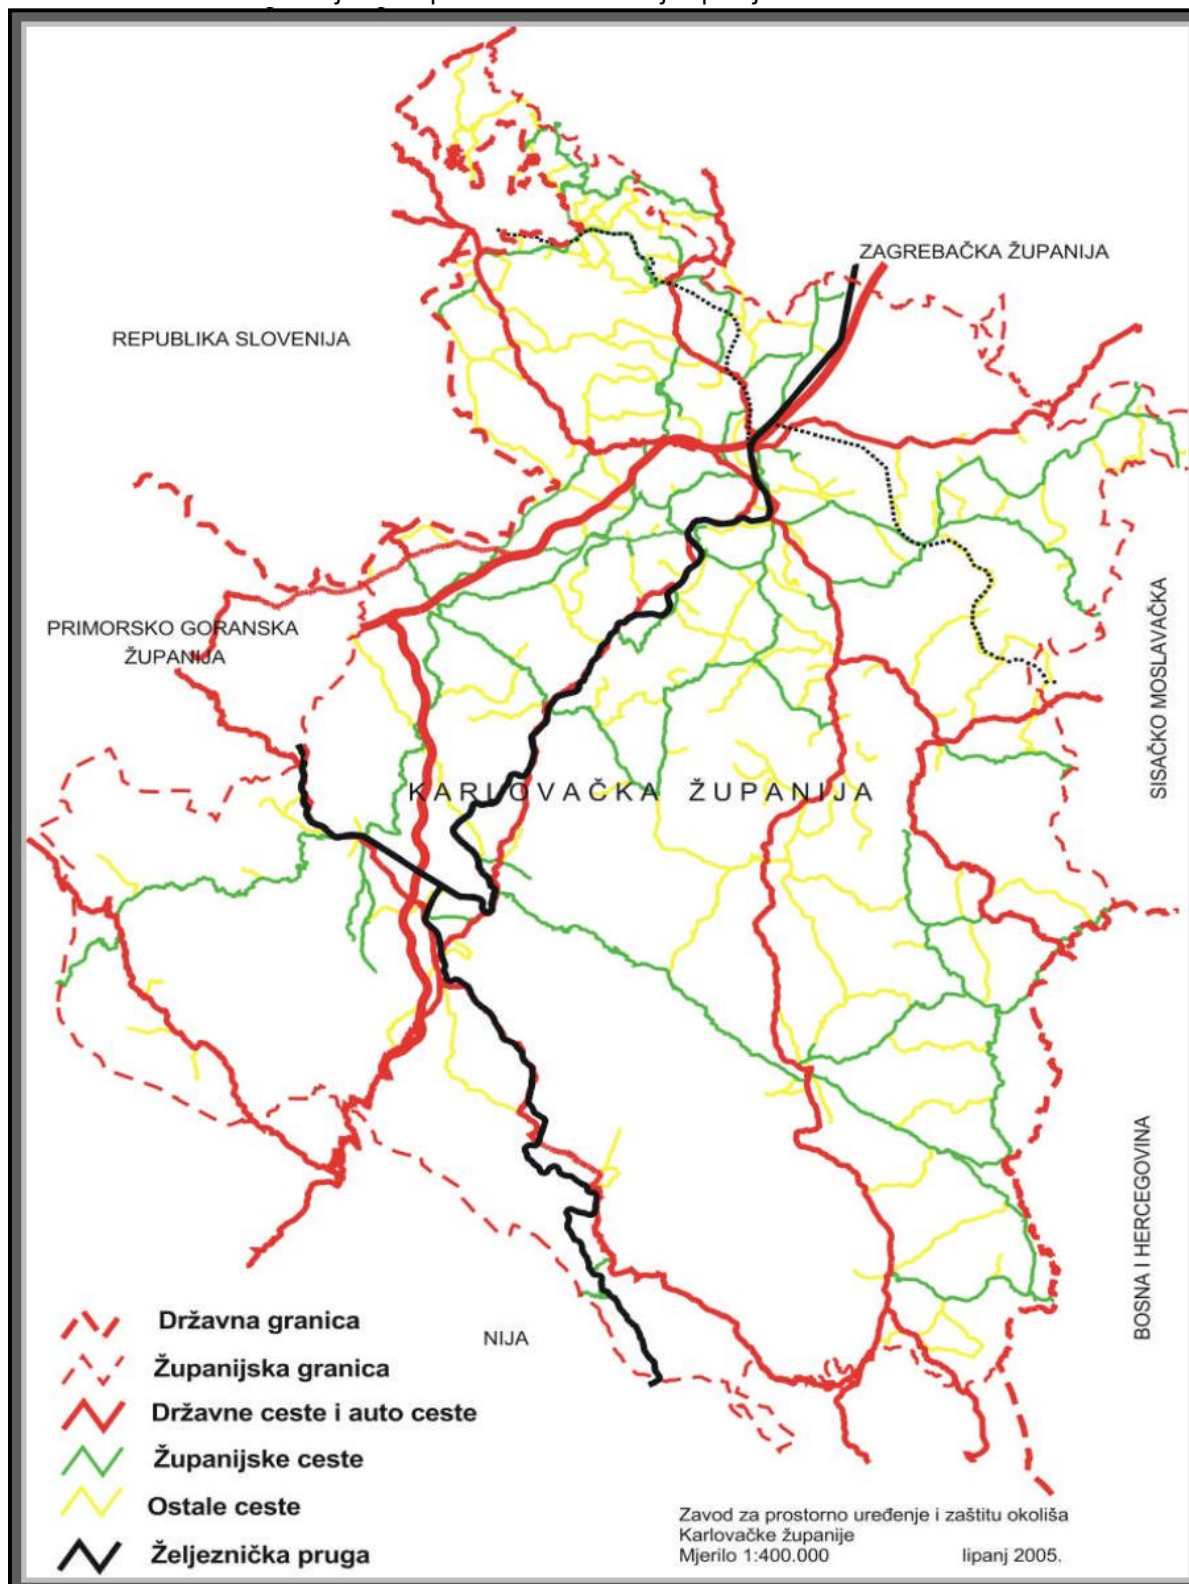 ZAGREBAČKA ŽUPANIJA
REPUBLIKA SLOVENIJA
PRIMORSKO GORANSKA
ŽUPANIJA
SISAČKO MOSLAVAČKA
KARLOVAČKA ŽUPANIJA
BOSNA I HERCEGOVINA
NIJA
Državna granica
Županijska granica
Državne ceste i auto ceste
Županijske ceste
Ostale ceste
Željeznička pruga
Zavod za prostorno uređenje i zaštitu okoliša
Karlovačke županije
Mjerilo 1:400.000 lipanj 2005.